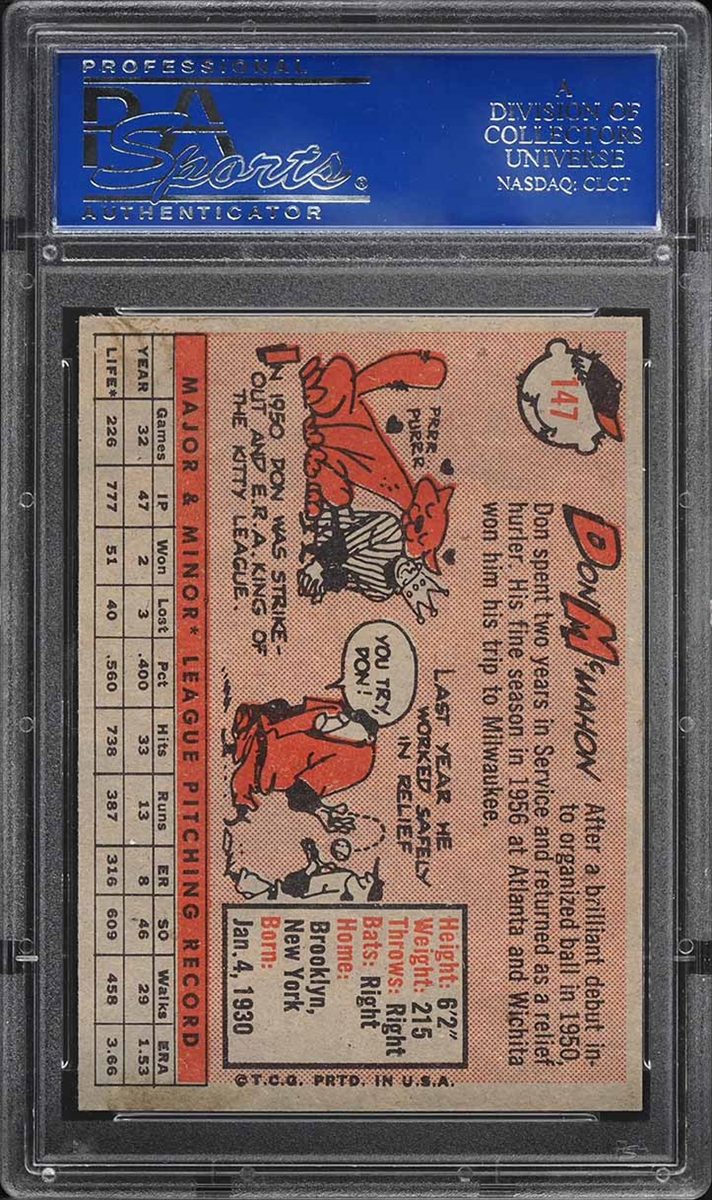 PROFESSIONAL
PSA
Sports®
AUTHENTICATOR
A
DIVISION OF
COLLECTORS
UNIVERSE
NASDAQ: CLCT
147
DON McMAHON
After a brilliant debut in-
to organized ball in 1950,
Don spent two years in Service and returned as a relief
hurler. His fine season in 1956 at Atlanta and Wichita
won him his trip to Milwaukee.
PRRR
PURRR
IN 1950 DON WAS STRIKE-
OUT AND E.R.A. KING OF
THE KITTY LEAGUE.
LAST YEAR HE
WORKED SAFELY
IN RELIEF
YOU TRY,
DON!
Height: 6'2"
Weight: 215
Throws: Right
Bats: Right
Home:
Brooklyn,
New York
Born:
Jan. 4, 1930
MAJOR & MINOR* LEAGUE PITCHING RECORD
Games IP Won Lost Pct Hits Runs ER SO Walks ERA
YEAR 32 47 2 3 .400 33 13 8 46 29 1.53
LIFE* 226 777 51 40 .560 738 387 316 609 458 3.66
©T.C.G. PRTD. IN U.S.A.